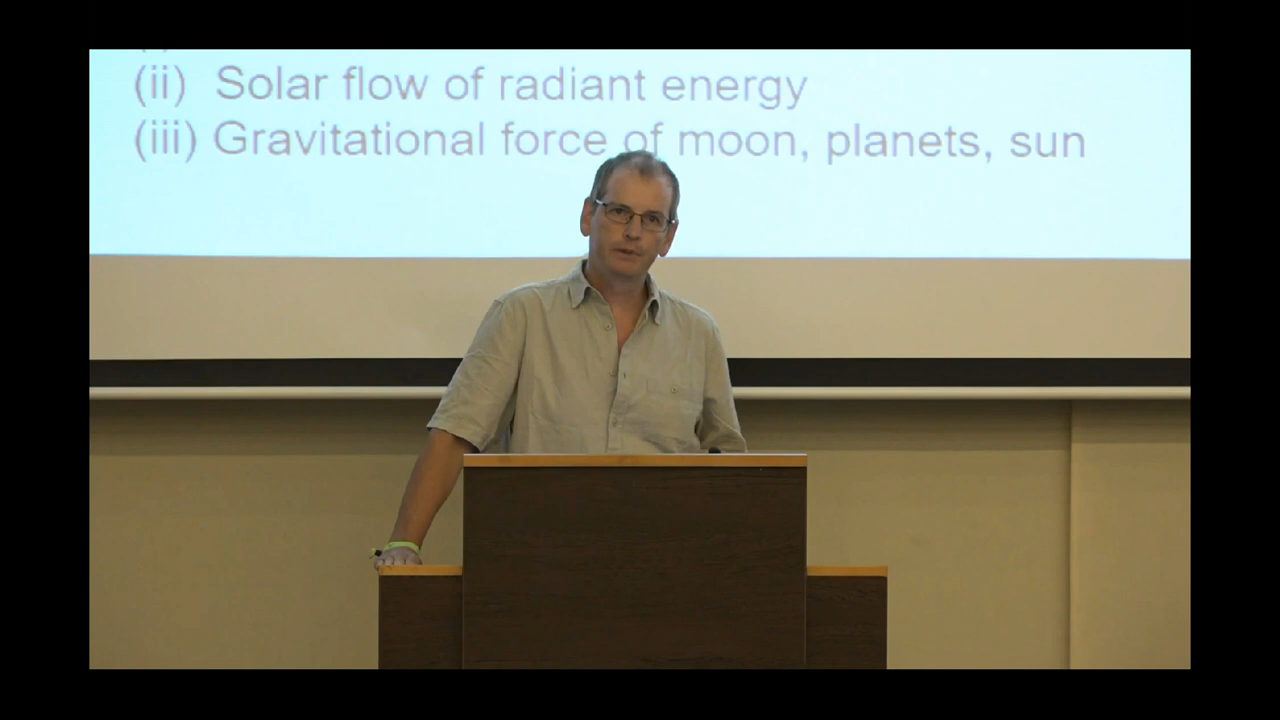 (ii) Solar flow of radiant energy
(iii) Gravitational force of moon, planets, sun